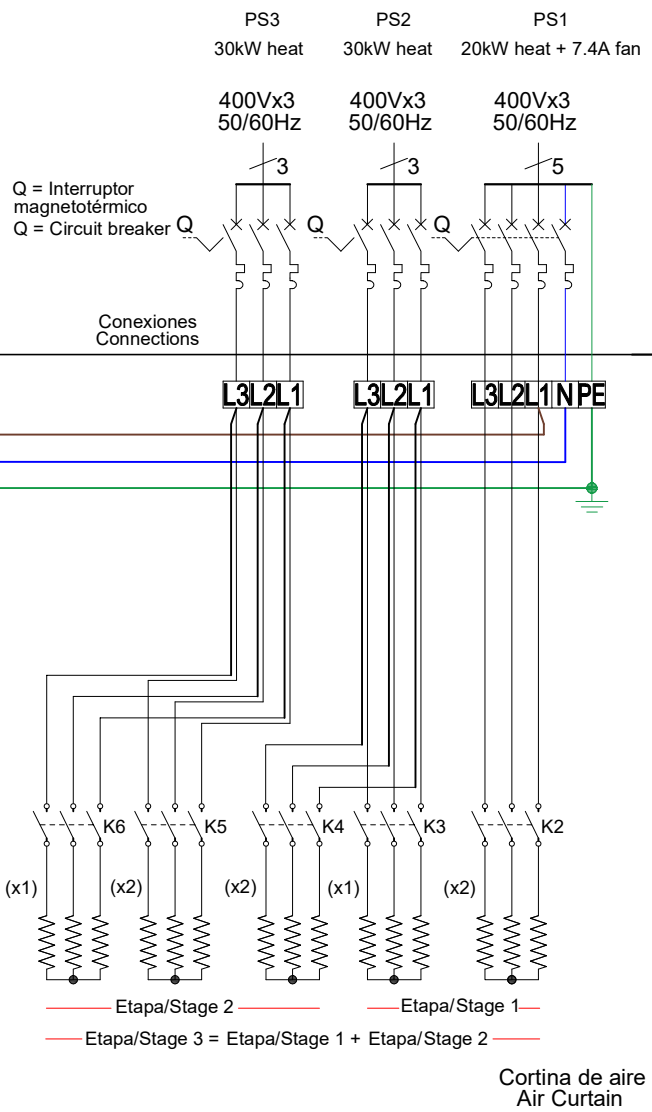 PS3
PS2
PS1
30kW heat
30kW heat
20kW heat + 7.4A fan
400Vx3
50/60Hz
400Vx3
50/60Hz
400Vx3
50/60Hz
3
3
5
Q = Interruptor
magnetotérmico
Q = Circuit breaker
Q
Q
Q
Conexiones
Connections
L3 L2 L1
L3 L2 L1
L3 L2 L1 N PE
K6
K5
K4
K3
K2
(x1)
(x2)
(x2)
(x1)
(x2)
Etapa/Stage 2
Etapa/Stage 1
Etapa/Stage 3 = Etapa/Stage 1 + Etapa/Stage 2
Cortina de aire
Air Curtain